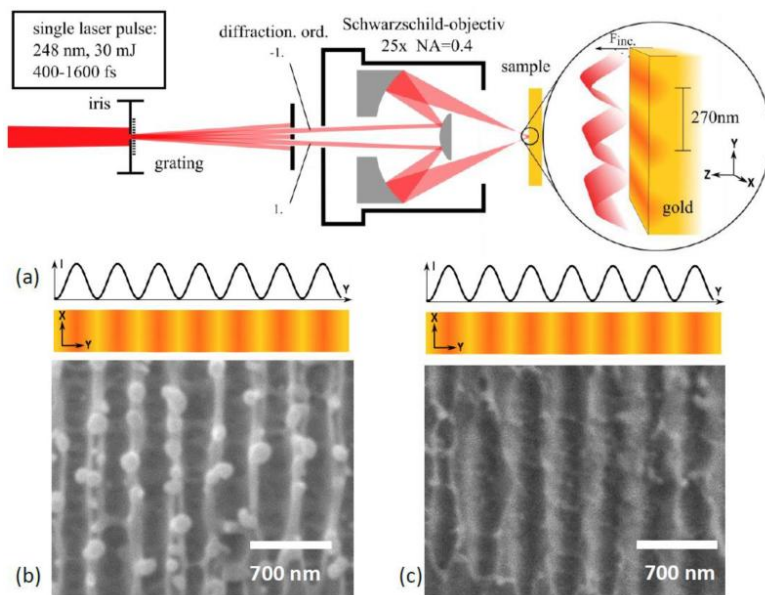 single laser pulse:
248 nm, 30 mJ
400-1600 fs
iris
grating
diffraction. ord.
-1.
1.
Schwarzschild-objectiv
25x NA=0.4
sample
Finc.
270nm
Y
Z
X
gold
(a)
I
Y
X
Y
I
Y
X
Y
(b)
700 nm
(c)
700 nm